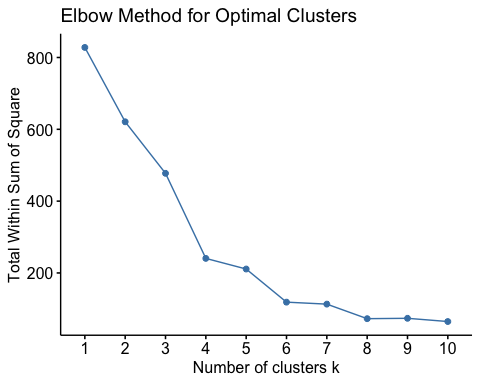 Elbow Method for Optimal Clusters
Total Within Sum of Square
800
600
400
200
1 2 3 4 5 6 7 8 9 10
Number of clusters k